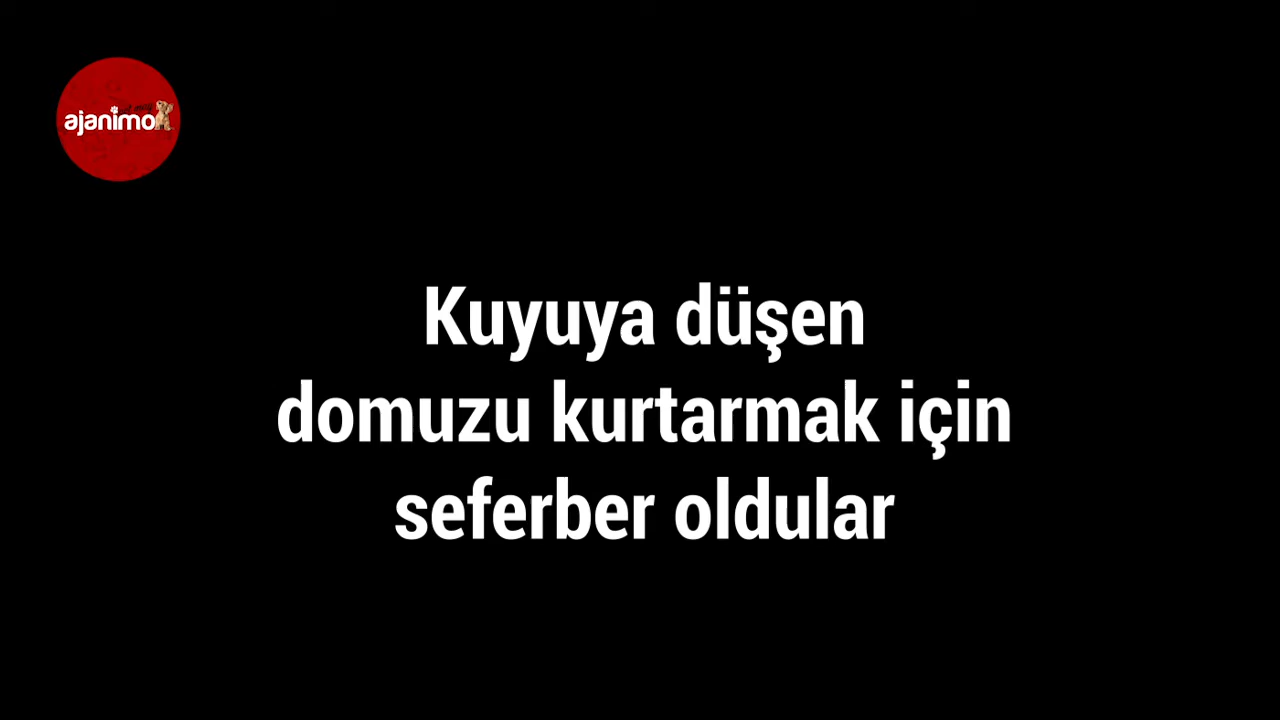 ajanimo
Kuyuya düşen
domuzu kurtarmak için
seferber oldular